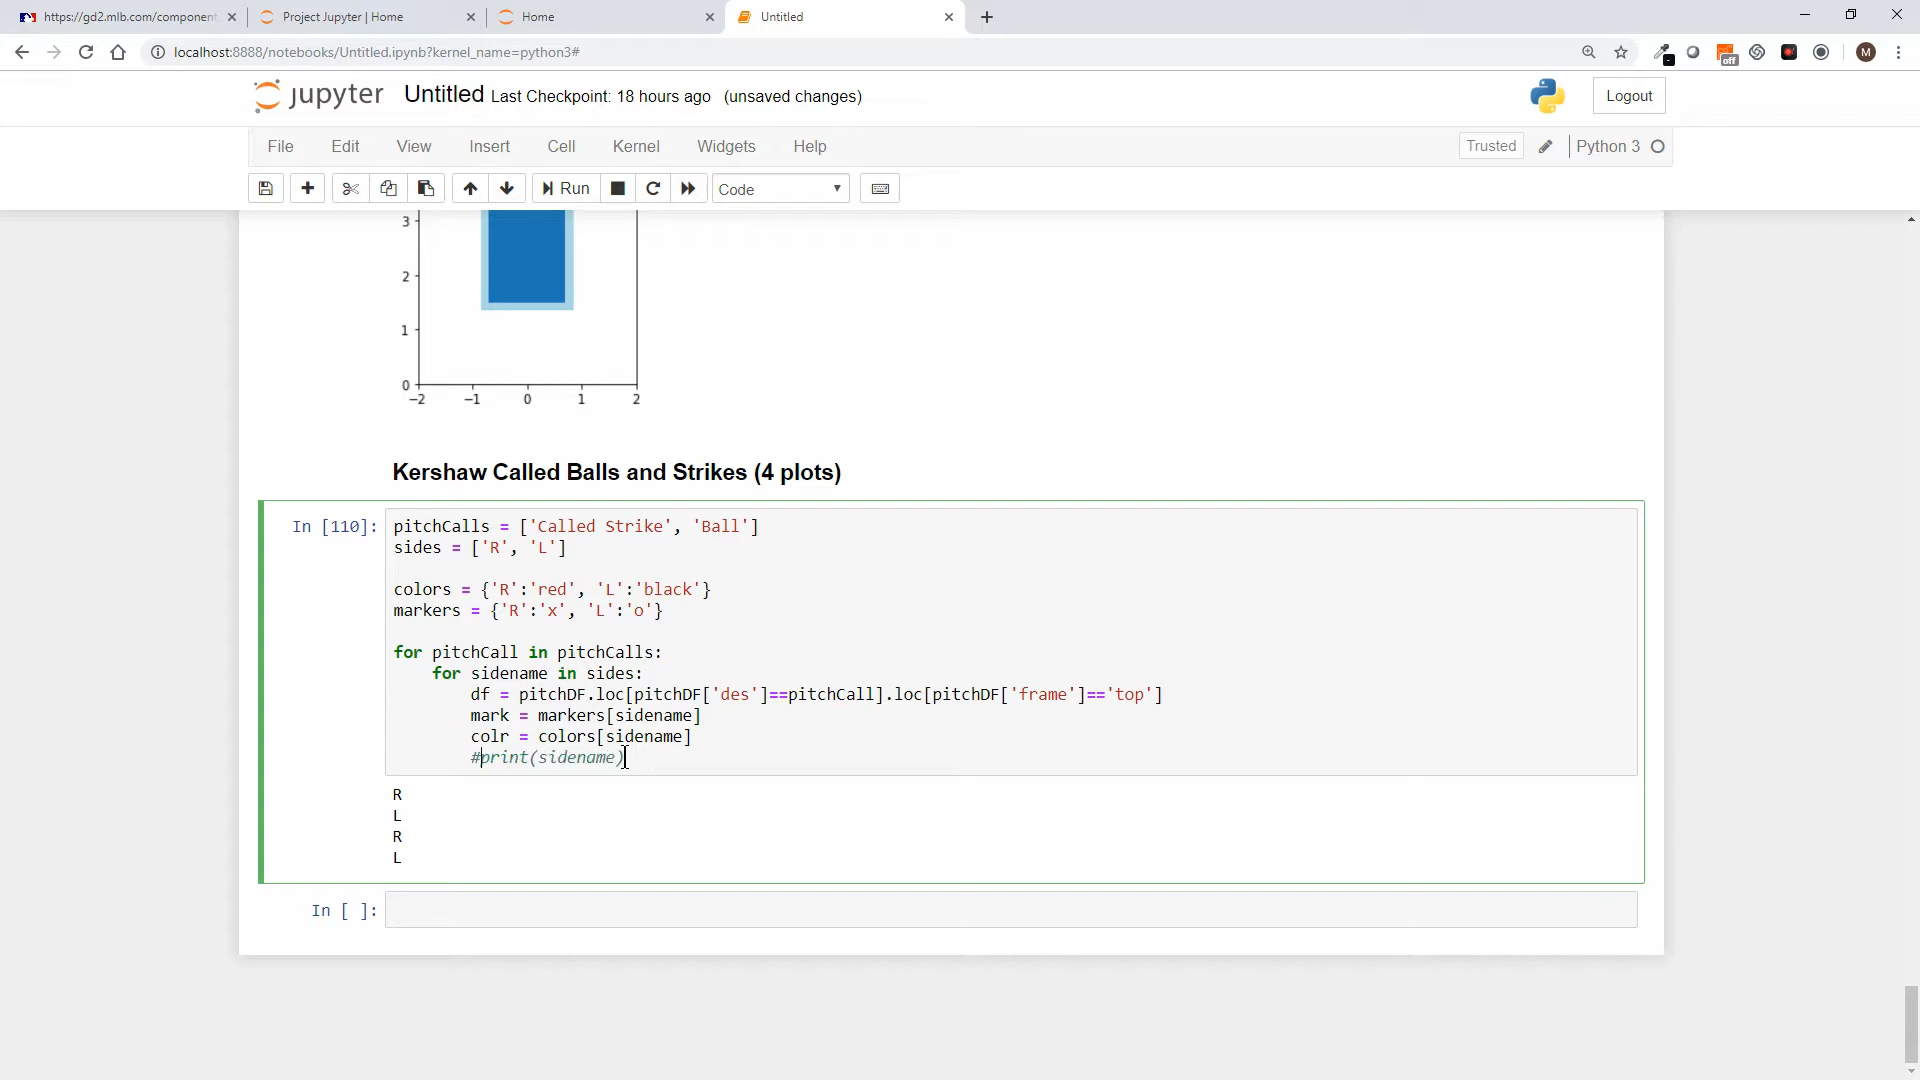 https://gd2.mlb.com/component
Project Jupyter | Home
Home
Untitled
localhost:8888/notebooks/Untitled.ipynb?kernel_name=python3#
off
M
jupyter
Untitled Last Checkpoint: 18 hours ago (unsaved changes)
Logout
File Edit View Insert Cell Kernel Widgets Help
Trusted
Python 3
Run
Code
3
2
1
0
−2 −1 0 1 2
Kershaw Called Balls and Strikes (4 plots)
In [110]:
pitchCalls = ['Called Strike', 'Ball']
sides = ['R', 'L']
colors = {'R':'red', 'L':'black'}
markers = {'R':'x', 'L':'o'}
for pitchCall in pitchCalls:
    for sidename in sides:
        df = pitchDF.loc[pitchDF['des']==pitchCall].loc[pitchDF['frame']=='top']
        mark = markers[sidename]
        colr = colors[sidename]
        #print(sidename)
R
L
R
L
In [ ]: